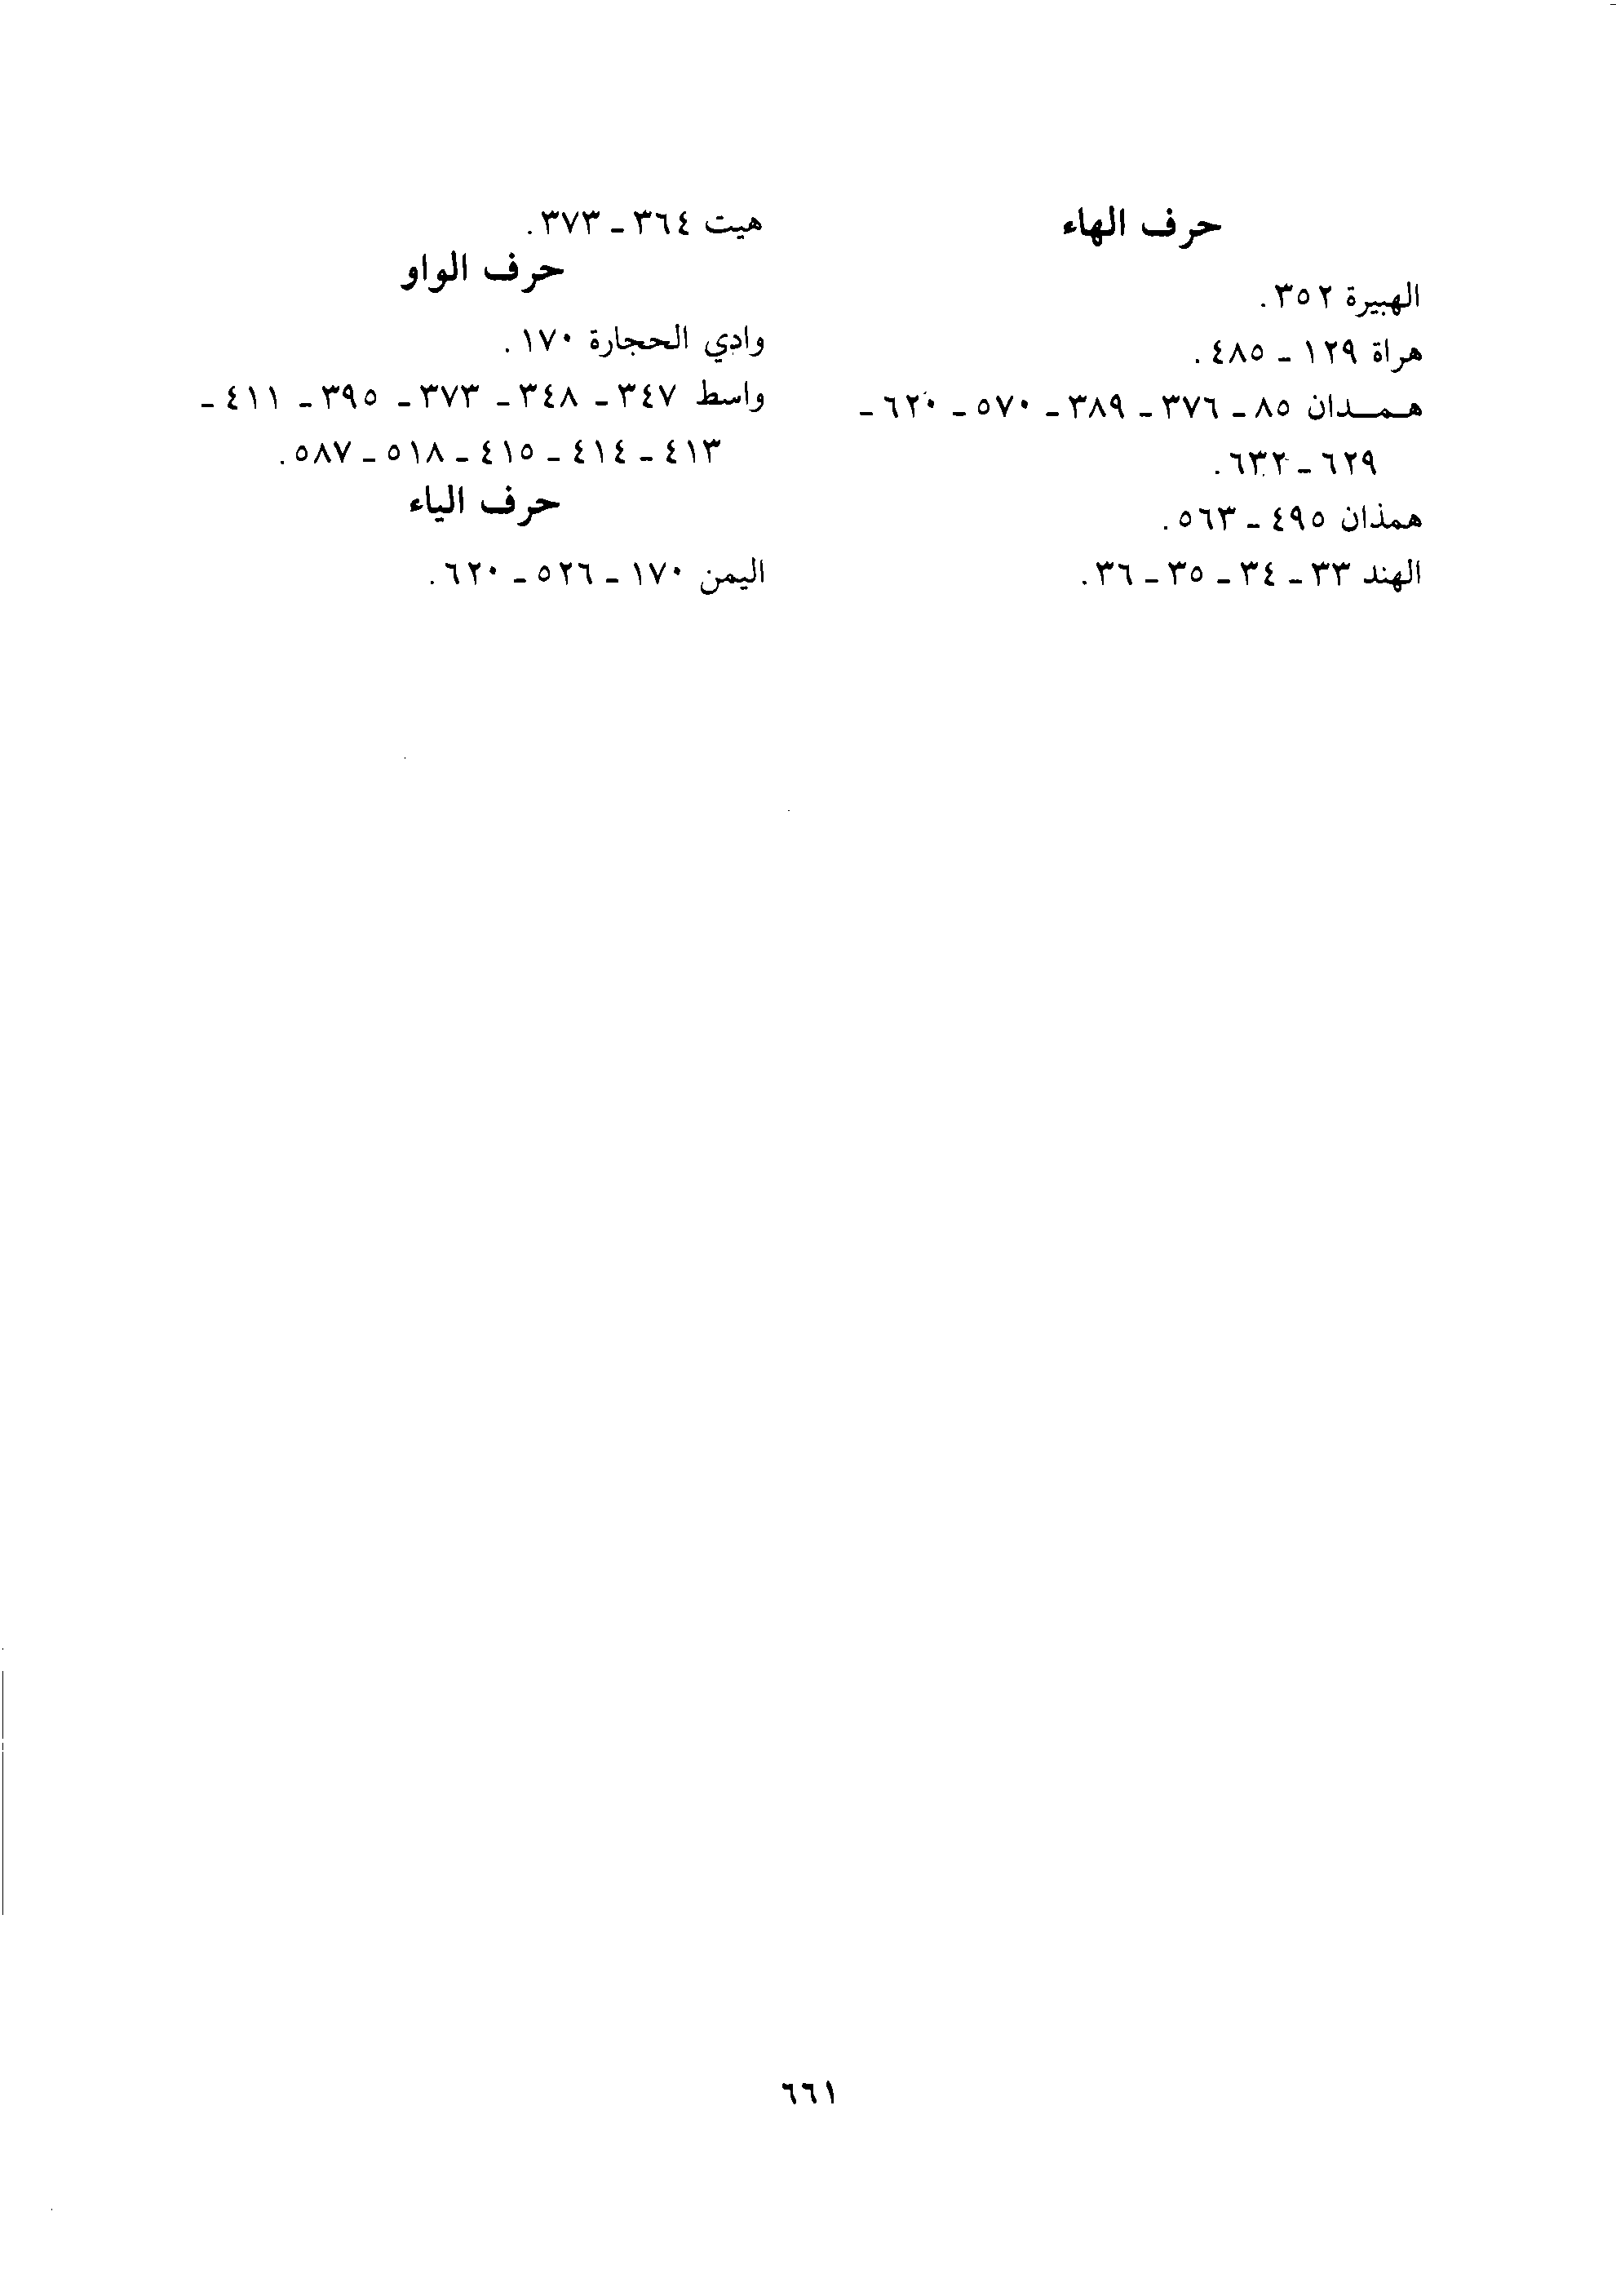 حرف الهاء
الهبيرة ٣٥٢.
هراة ١٢٩ - ٤٨٥.
همدان ٨٥ - ٣٧٦ - ٣٨٩ - ٥٧٠ - ٦٢٠ -
٦٢٩ - ٦٣٢.
همذان ٤٩٥ - ٥٦٣.
الهند ٣٣ - ٣٤ - ٣٥ - ٣٦.
هيت ٣٦٤ - ٣٧٣.
حرف الواو
وادي الحجارة ١٧٠.
واسط ٣٤٧ - ٣٤٨ - ٣٧٣ - ٣٩٥ - ٤١١ -
٤١٣ - ٤١٤ - ٤١٥ - ٥١٨ - ٥٨٧.
حرف الياء
اليمن ١٧٠ - ٥٢٦ - ٦٢٠.
٦٦١